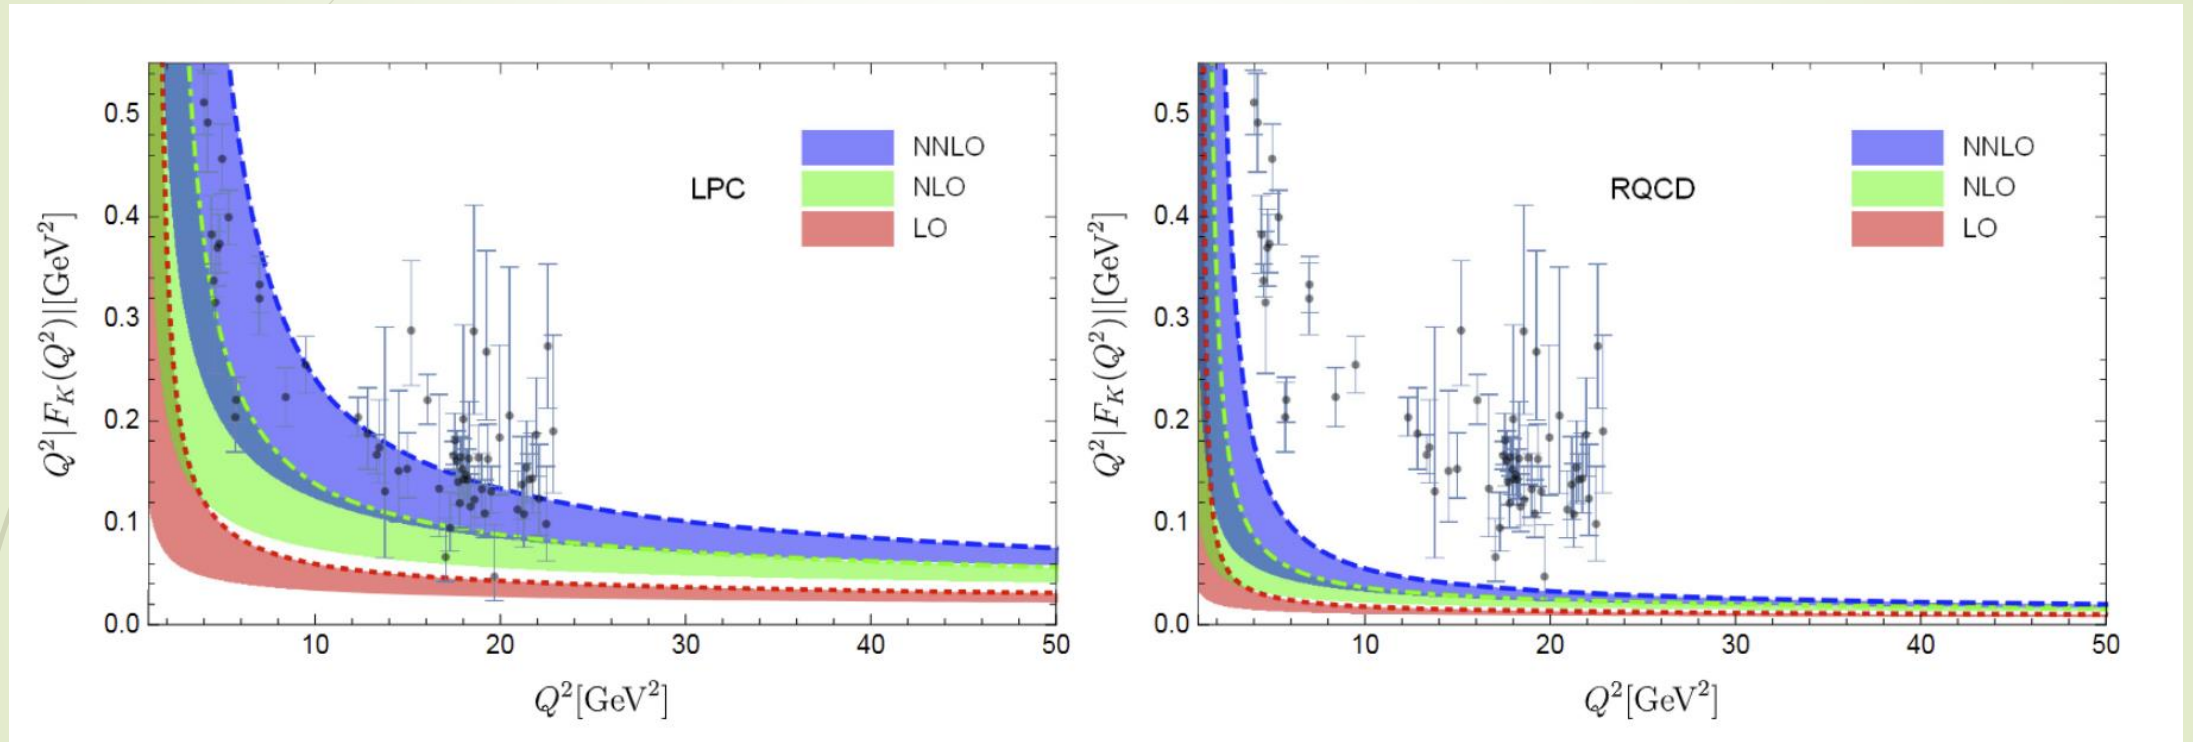 0.5
0.4
0.3
0.2
0.1
0.0
Q²|F_K(Q²)|[GeV²]
LPC
NNLO
NLO
LO
10 20 30 40 50
Q²[GeV²]
0.5
0.4
0.3
0.2
0.1
0.0
Q²|F_K(Q²)|[GeV²]
RQCD
NNLO
NLO
LO
10 20 30 40 50
Q²[GeV²]